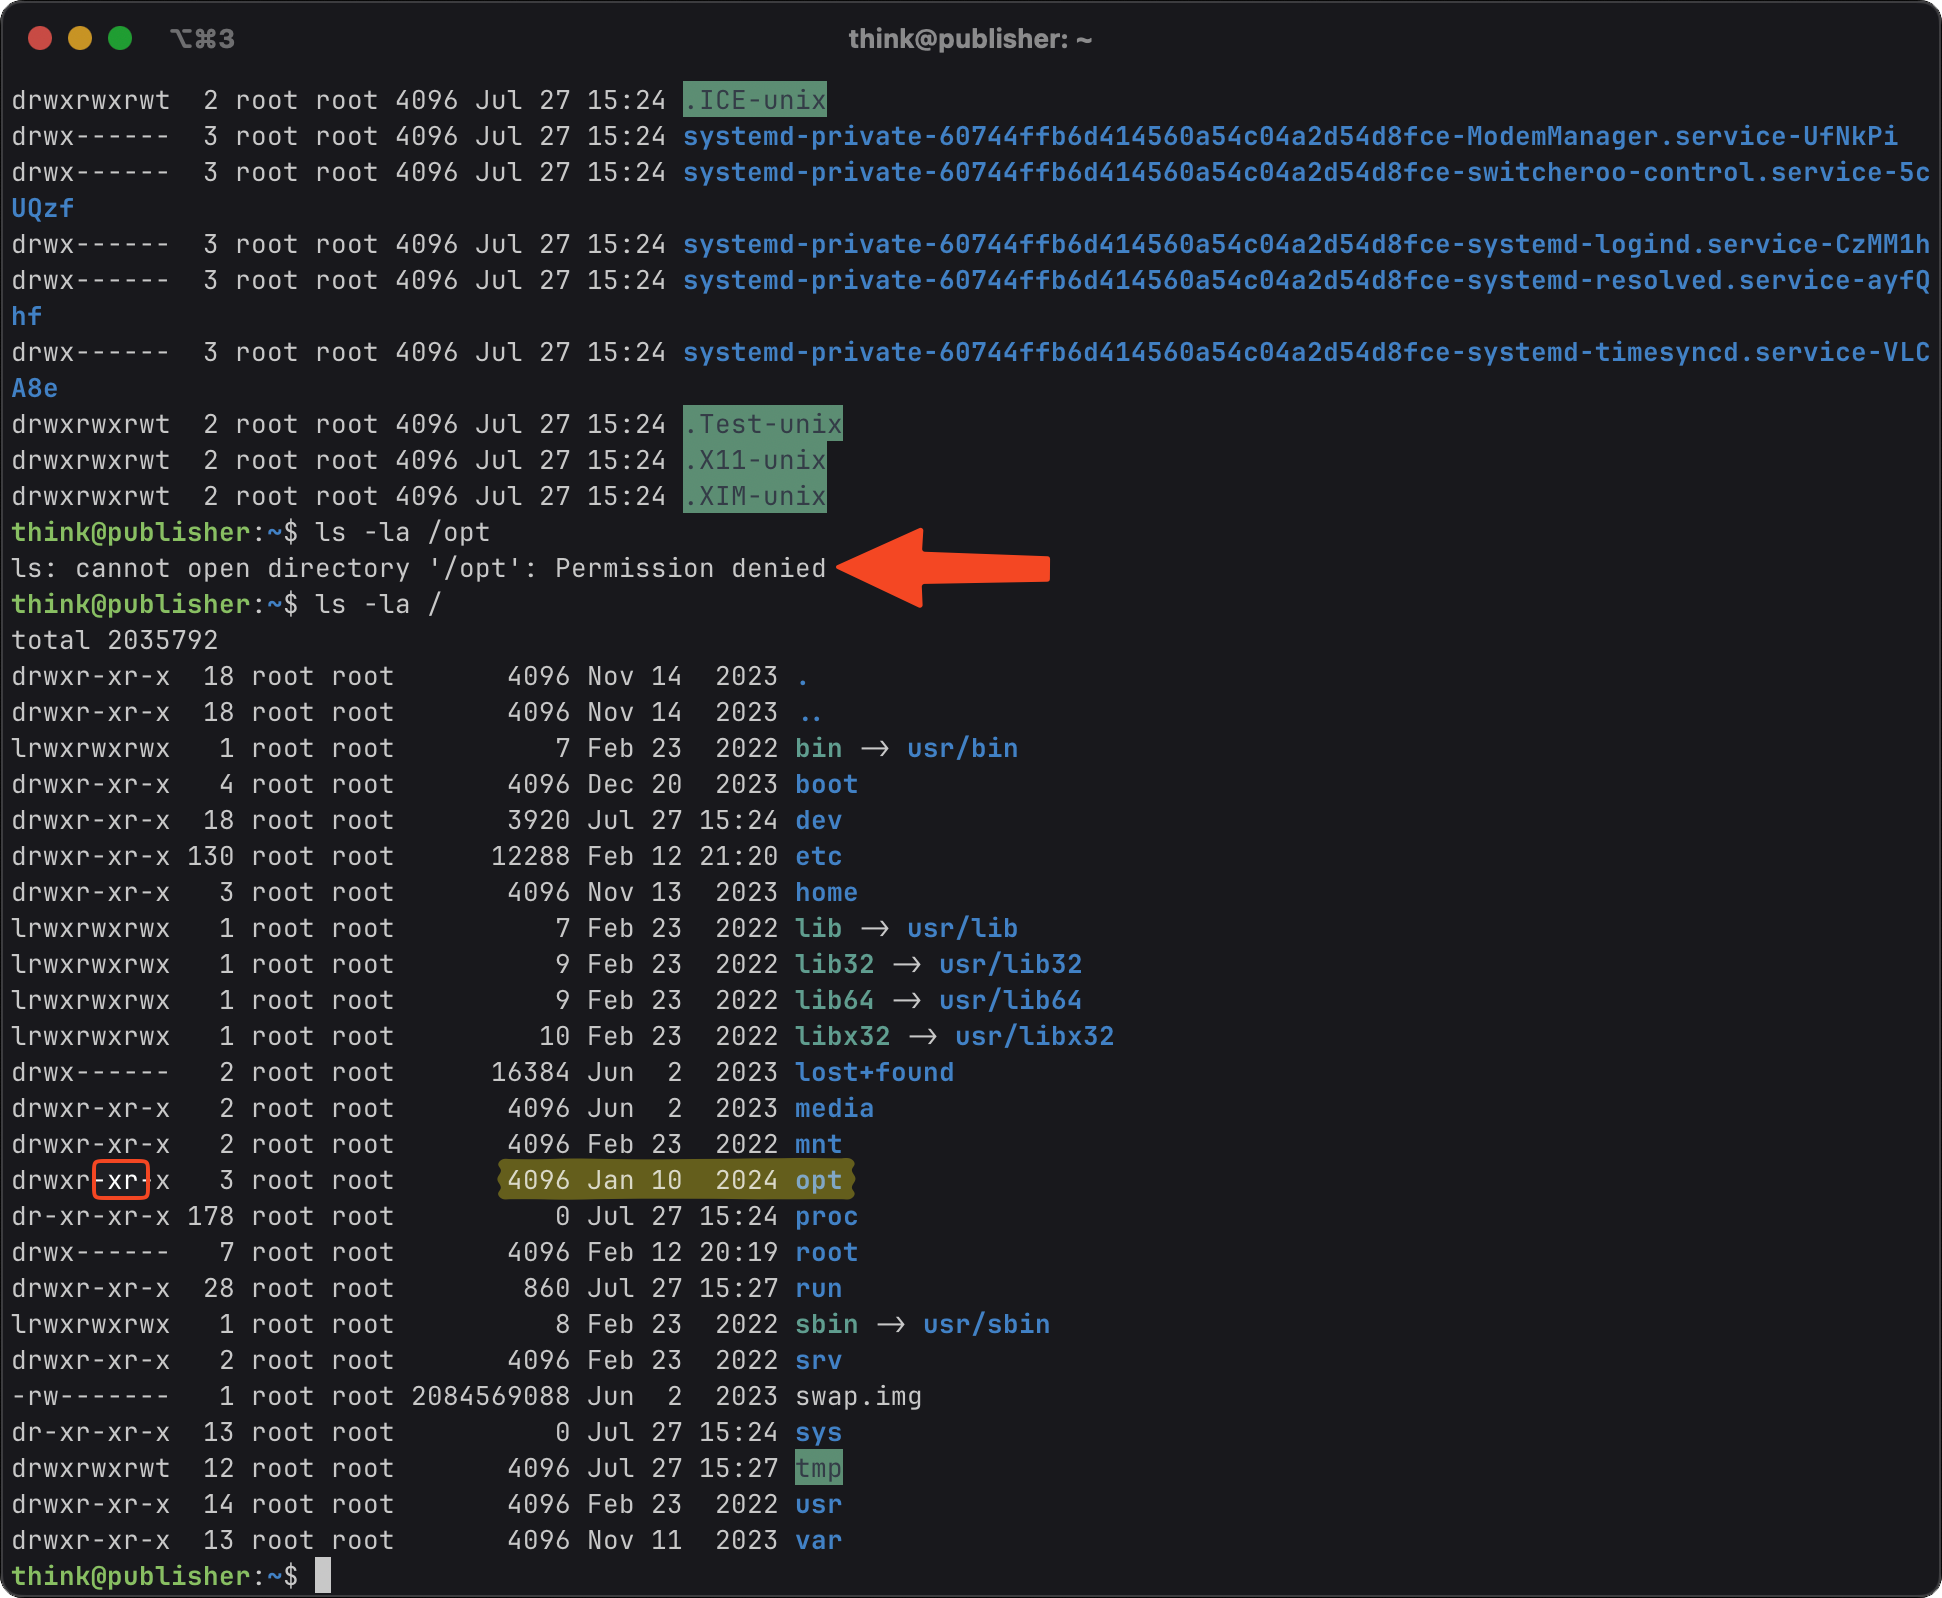 ⌥⌘3
think@publisher: ~
drwxrwxrwt  2 root root 4096 Jul 27 15:24 .ICE-unix
drwx------  3 root root 4096 Jul 27 15:24 systemd-private-60744ffb6d414560a54c04a2d54d8fce-ModemManager.service-UfNkPi
drwx------  3 root root 4096 Jul 27 15:24 systemd-private-60744ffb6d414560a54c04a2d54d8fce-switcheroo-control.service-5c
UQzf
drwx------  3 root root 4096 Jul 27 15:24 systemd-private-60744ffb6d414560a54c04a2d54d8fce-systemd-logind.service-CzMM1h
drwx------  3 root root 4096 Jul 27 15:24 systemd-private-60744ffb6d414560a54c04a2d54d8fce-systemd-resolved.service-ayfQ
hf
drwx------  3 root root 4096 Jul 27 15:24 systemd-private-60744ffb6d414560a54c04a2d54d8fce-systemd-timesyncd.service-VLC
A8e
drwxrwxrwt  2 root root 4096 Jul 27 15:24 .Test-unix
drwxrwxrwt  2 root root 4096 Jul 27 15:24 .X11-unix
drwxrwxrwt  2 root root 4096 Jul 27 15:24 .XIM-unix
think@publisher:~$ ls -la /opt
ls: cannot open directory '/opt': Permission denied
think@publisher:~$ ls -la /
total 2035792
drwxr-xr-x  18 root root       4096 Nov 14  2023 .
drwxr-xr-x  18 root root       4096 Nov 14  2023 ..
lrwxrwxrwx   1 root root          7 Feb 23  2022 bin -> usr/bin
drwxr-xr-x   4 root root       4096 Dec 20  2023 boot
drwxr-xr-x  18 root root       3920 Jul 27 15:24 dev
drwxr-xr-x 130 root root      12288 Feb 12 21:20 etc
drwxr-xr-x   3 root root       4096 Nov 13  2023 home
lrwxrwxrwx   1 root root          7 Feb 23  2022 lib -> usr/lib
lrwxrwxrwx   1 root root          9 Feb 23  2022 lib32 -> usr/lib32
lrwxrwxrwx   1 root root          9 Feb 23  2022 lib64 -> usr/lib64
lrwxrwxrwx   1 root root         10 Feb 23  2022 libx32 -> usr/libx32
drwx------   2 root root      16384 Jun  2  2023 lost+found
drwxr-xr-x   2 root root       4096 Jun  2  2023 media
drwxr-xr-x   2 root root       4096 Feb 23  2022 mnt
drwxr-xr-x   3 root root       4096 Jan 10  2024 opt
dr-xr-xr-x 178 root root          0 Jul 27 15:24 proc
drwx------   7 root root       4096 Feb 12 20:19 root
drwxr-xr-x  28 root root        860 Jul 27 15:27 run
lrwxrwxrwx   1 root root          8 Feb 23  2022 sbin -> usr/sbin
drwxr-xr-x   2 root root       4096 Feb 23  2022 srv
-rw-------   1 root root 2084569088 Jun  2  2023 swap.img
dr-xr-xr-x  13 root root          0 Jul 27 15:24 sys
drwxrwxrwt  12 root root       4096 Jul 27 15:27 tmp
drwxr-xr-x  14 root root       4096 Feb 23  2022 usr
drwxr-xr-x  13 root root       4096 Nov 11  2023 var
think@publisher:~$